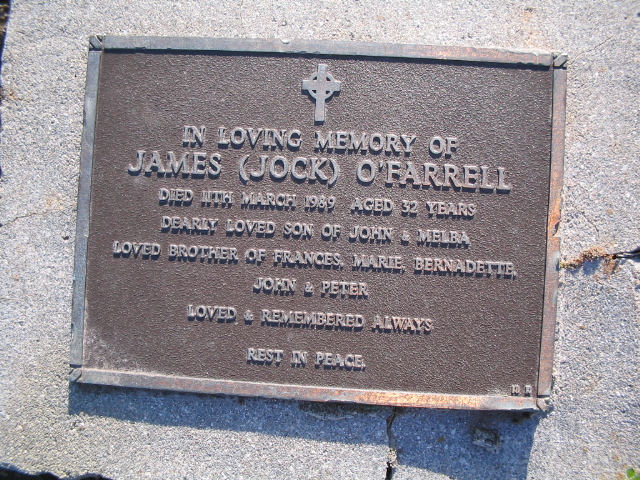 IN LOVING MEMORY OF
JAMES (JOCK) O'FARRELL
DIED 11TH MARCH 1989 AGED 32 YEARS
DEARLY LOVED SON OF JOHN & MELBA
LOVED BROTHER OF FRANCES, MARIE, BERNADETTE,
JOHN & PETER
LOVED & REMEMBERED ALWAYS
REST IN PEACE.